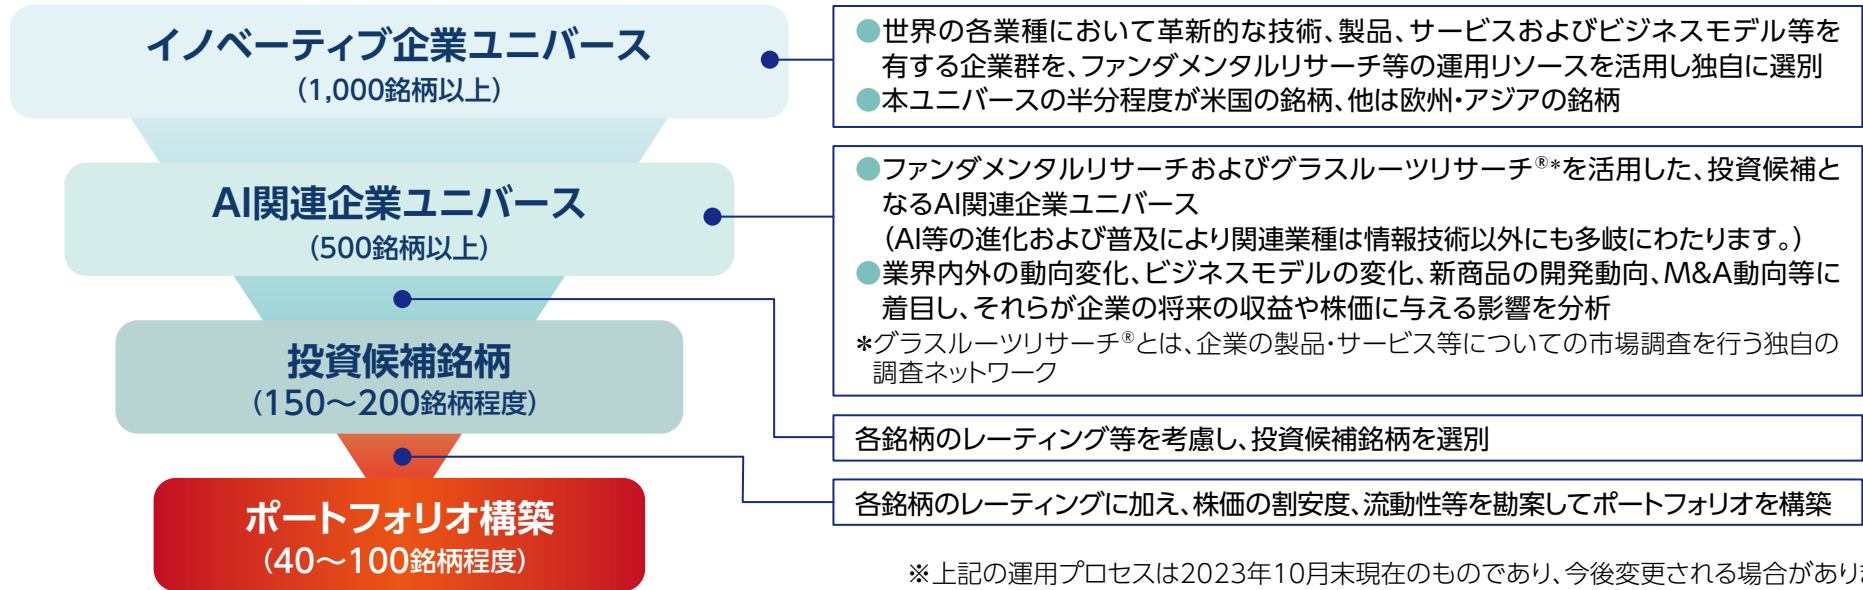 イノベーティブ企業ユニバース
（1,000銘柄以上）
●世界の各業種において革新的な技術、製品、サービスおよびビジネスモデル等を
有する企業群を、ファンダメンタルリサーチ等の運用リソースを活用し独自に選別
●本ユニバースの半分程度が米国の銘柄、他は欧州・アジアの銘柄
AI関連企業ユニバース
（500銘柄以上）
●ファンダメンタルリサーチおよびグラスルーツリサーチ®*を活用した、投資候補と
なるAI関連企業ユニバース
（AI等の進化および普及により関連業種は情報技術以外にも多岐にわたります。）
●業界内外の動向変化、ビジネスモデルの変化、新商品の開発動向、M&A動向等に
着目し、それらが企業の将来の収益や株価に与える影響を分析
*グラスルーツリサーチ®とは、企業の製品・サービス等についての市場調査を行う独自の
調査ネットワーク
投資候補銘柄
（150～200銘柄程度）
各銘柄のレーティング等を考慮し、投資候補銘柄を選別
ポートフォリオ構築
（40～100銘柄程度）
各銘柄のレーティングに加え、株価の割安度、流動性等を勘案してポートフォリオを構築
※上記の運用プロセスは2023年10月末現在のものであり、今後変更される場合があり